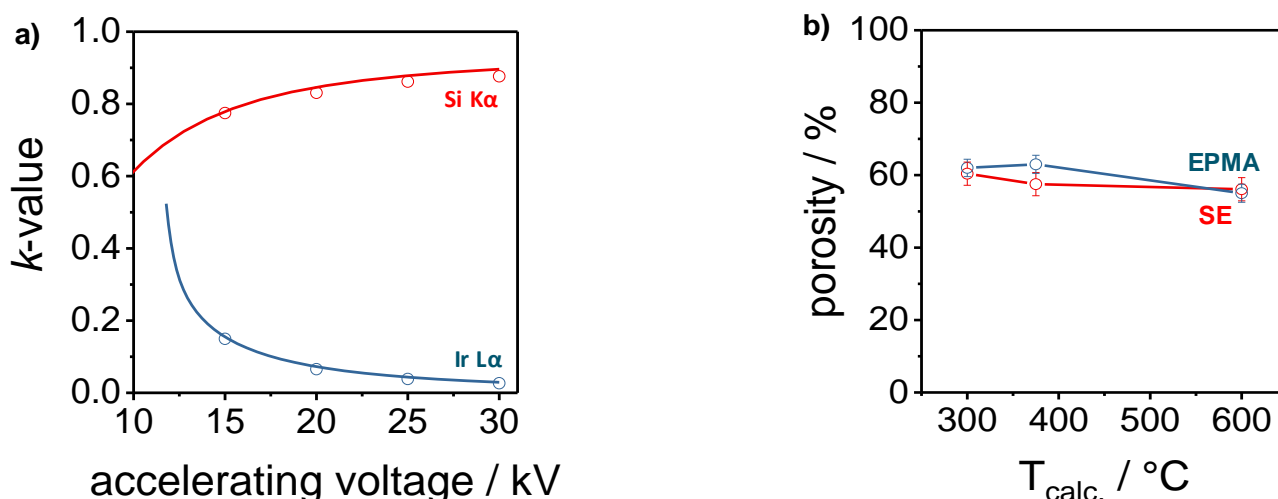 a)
k-value
1.0
0.8
0.6
0.4
0.2
0.0
Si Kα
Ir Lα
10 15 20 25 30
accelerating voltage / kV
b)
porosity / %
100
80
60
40
20
0
EPMA
SE
300 400 500 600
Tcalc. / °C